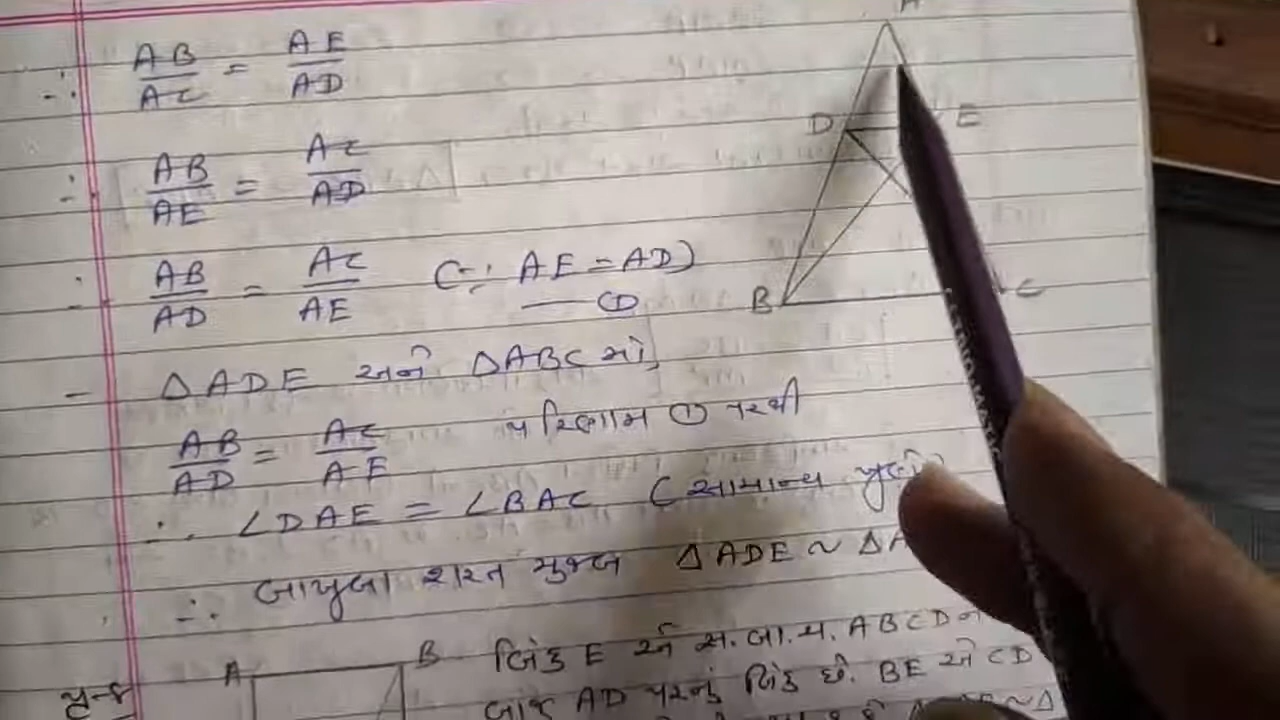 ∴ AB/AC = AE/AD
∴ AB/AE = AC/AD
∴ AB/AD = AC/AE (∵ AE = AD) —— ①
- △ADE અને △ABC માં,
AB/AD = AC/AE પરિણામ ① પરથી
∴ ∠DAE = ∠BAC (સામાન્ય
∴ બાખૂબા શરત મુજબ △ADE ~ △A
બિંદુ E એ સ.બા.ચ. ABCD ન
બાજુ AD પરનું બિંદુ છે. BE એ CD
A
D
E
B
C
A
B
પ્ર-8